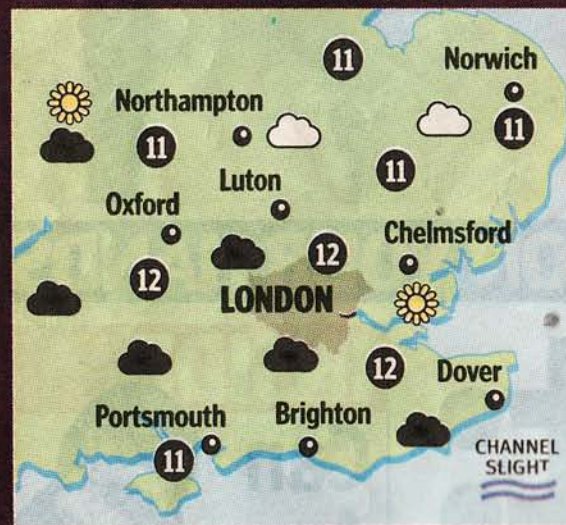 11
Norwich
Northampton
11
11
11
Luton
Oxford
Chelmsford
12
12
LONDON
12
Dover
Portsmouth
Brighton
11
CHANNEL
SLIGHT